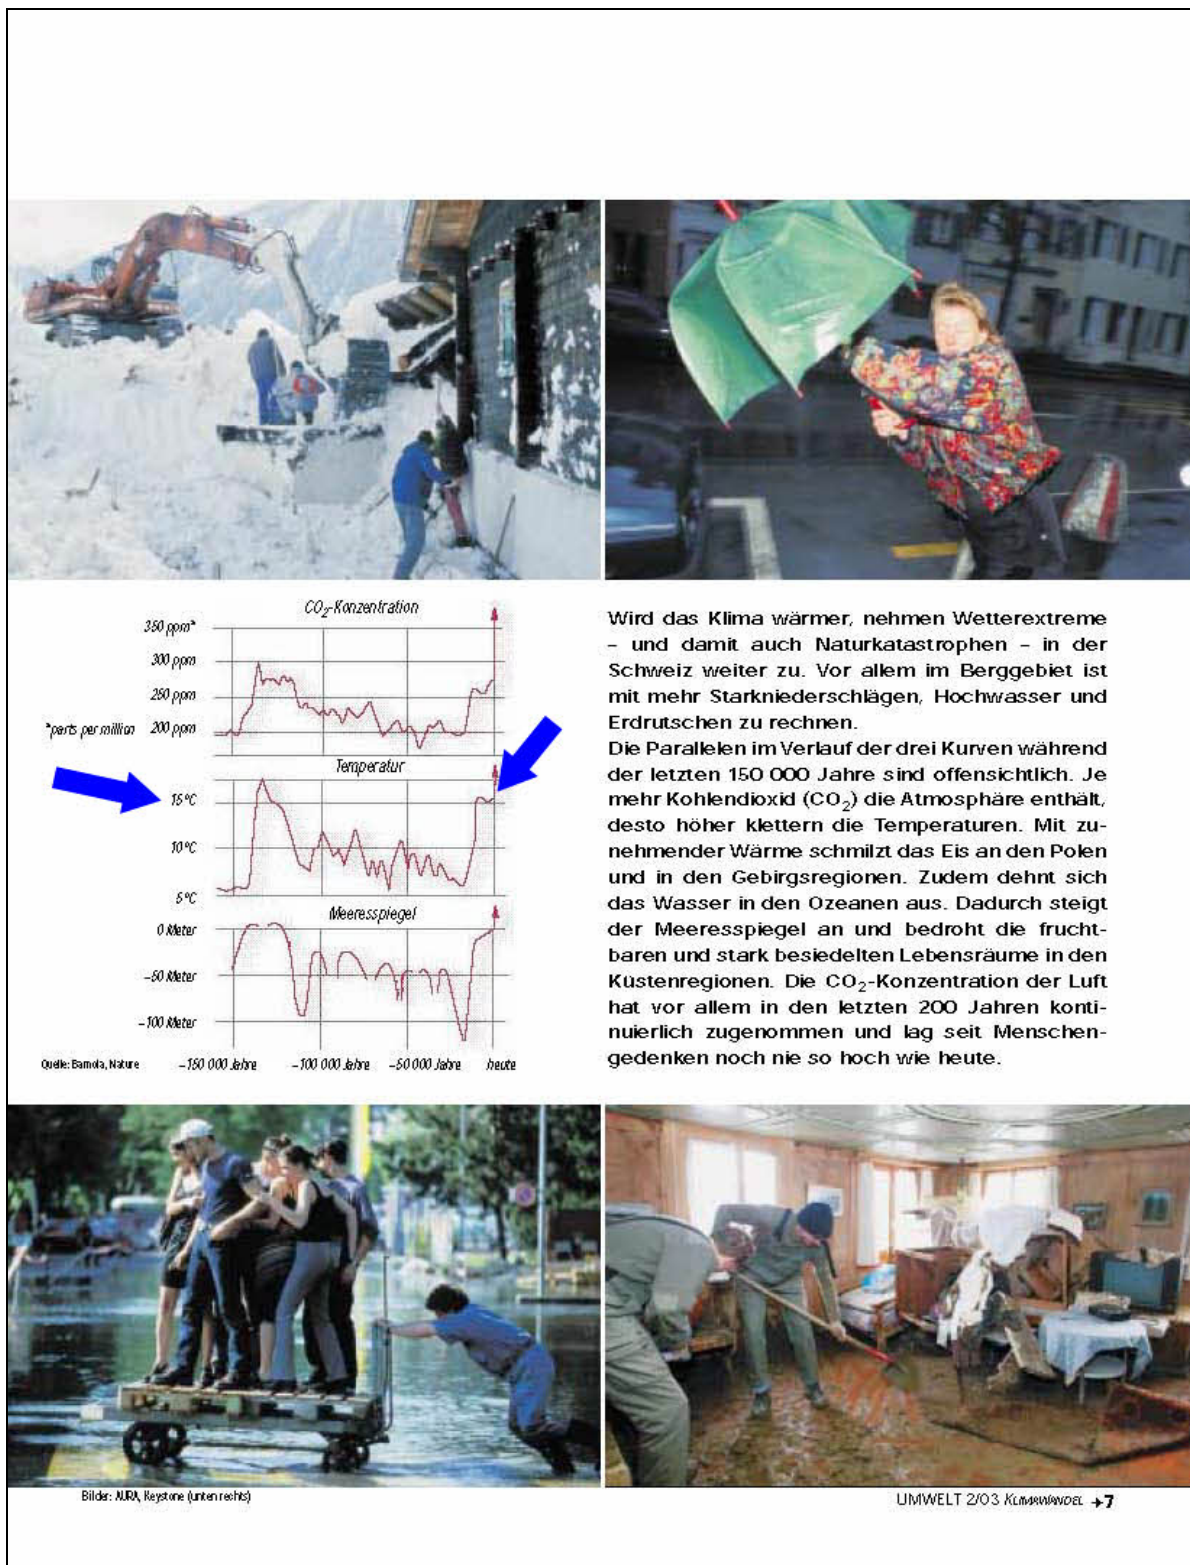 CO₂-Konzentration
350 ppm*
300 ppm
250 ppm
200 ppm
*parts per million
Temperatur
15 °C
10 °C
5 °C
Meeresspiegel
0 Meter
–50 Meter
–100 Meter
–150 000 Jahre
–100 000 Jahre
–50 000 Jahre
heute
Quelle: Barnola, Nature
Wird das Klima wärmer, nehmen Wetterextreme
– und damit auch Naturkatastrophen – in der
Schweiz weiter zu. Vor allem im Berggebiet ist
mit mehr Starkniederschlägen, Hochwasser und
Erdrutschen zu rechnen.
Die Parallelen im Verlauf der drei Kurven während
der letzten 150 000 Jahre sind offensichtlich. Je
mehr Kohlendioxid (CO₂) die Atmosphäre enthält,
desto höher klettern die Temperaturen. Mit zu-
nehmender Wärme schmilzt das Eis an den Polen
und in den Gebirgsregionen. Zudem dehnt sich
das Wasser in den Ozeanen aus. Dadurch steigt
der Meeresspiegel an und bedroht die frucht-
baren und stark besiedelten Lebensräume in den
Küstenregionen. Die CO₂-Konzentration der Luft
hat vor allem in den letzten 200 Jahren konti-
nuierlich zugenommen und lag seit Menschen-
gedenken noch nie so hoch wie heute.
Bilder: AURA, Keystone (unten rechts)
UMWELT 2/03 KLIMAWANDEL →7